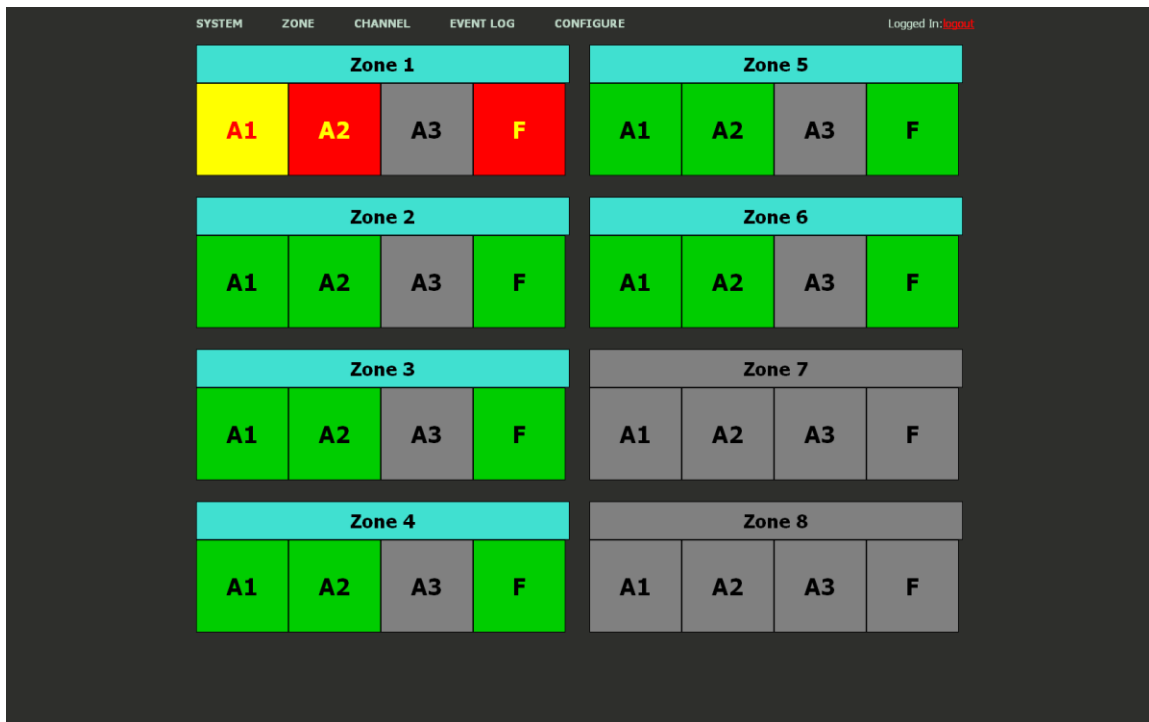 SYSTEM ZONE CHANNEL EVENT LOG CONFIGURE Logged In:logout
Zone 1 Zone 5
A1 A2 A3 F A1 A2 A3 F
Zone 2 Zone 6
A1 A2 A3 F A1 A2 A3 F
Zone 3 Zone 7
A1 A2 A3 F A1 A2 A3 F
Zone 4 Zone 8
A1 A2 A3 F A1 A2 A3 F